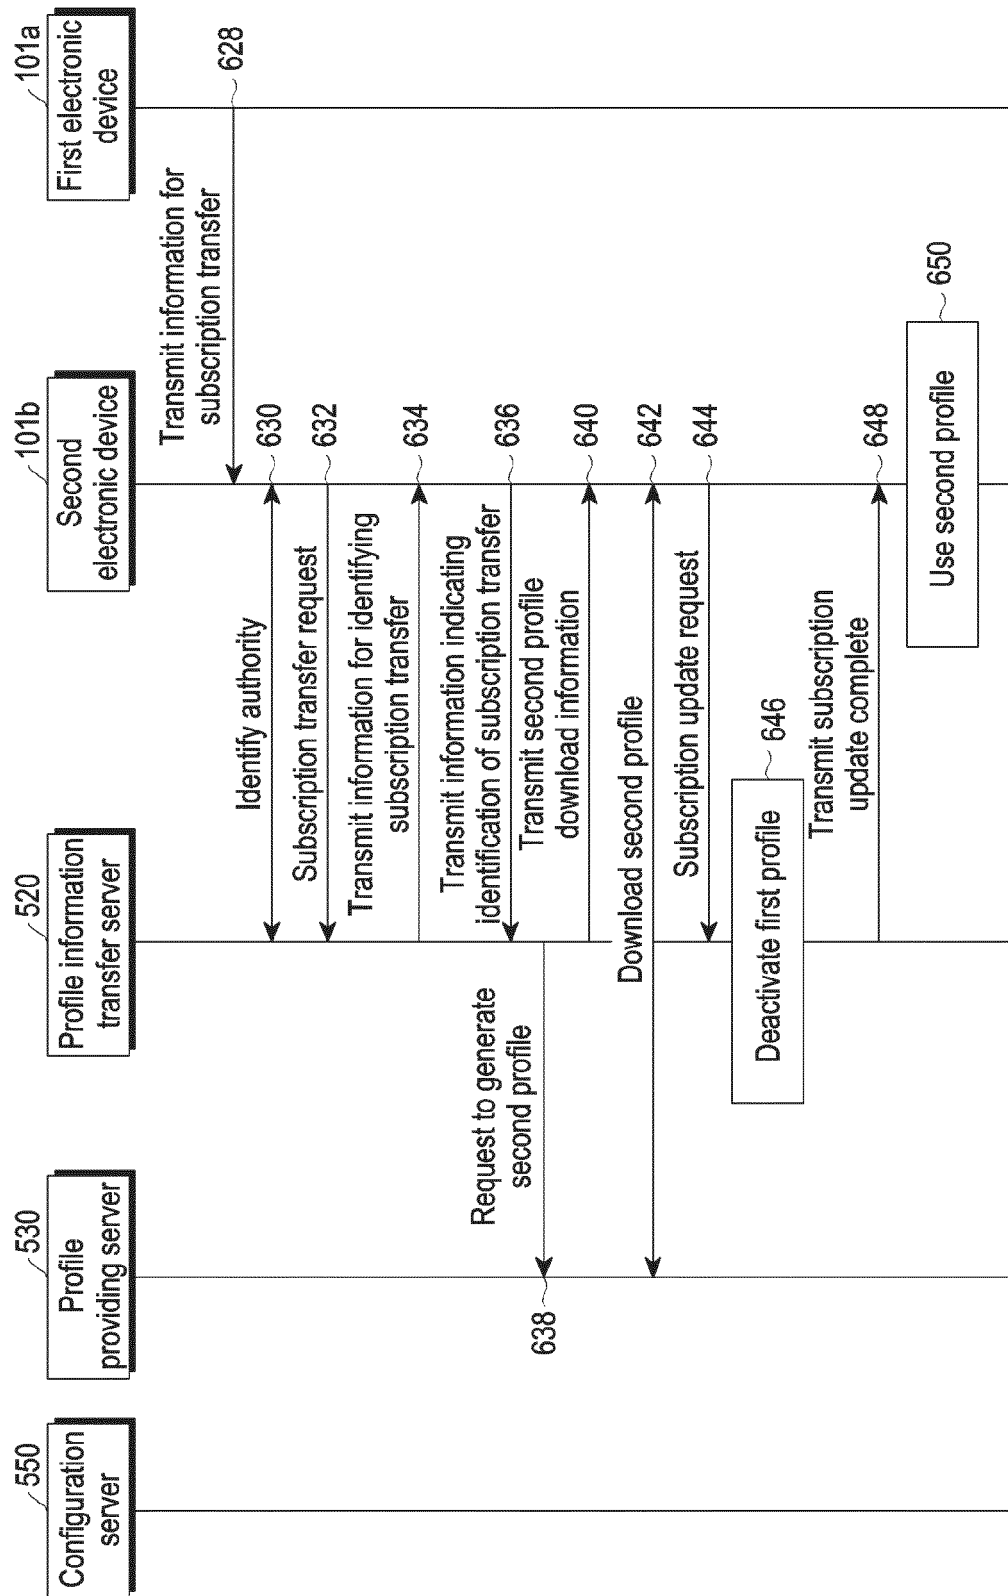 550
Configuration
server
530
Profile
providing server
520
Profile information
transfer server
101b
Second
electronic device
101a
First electronic
device
Transmit information for
subscription transfer
628
Identify authority
630
Subscription transfer request
632
Transmit information for identifying
subscription transfer
634
Transmit information indicating
identification of subscription transfer
636
Request to generate
second profile
638
Transmit second profile
download information
640
Download second profile
642
Subscription update request
644
Deactivate first profile
646
Transmit subscription
update complete
648
Use second profile
650